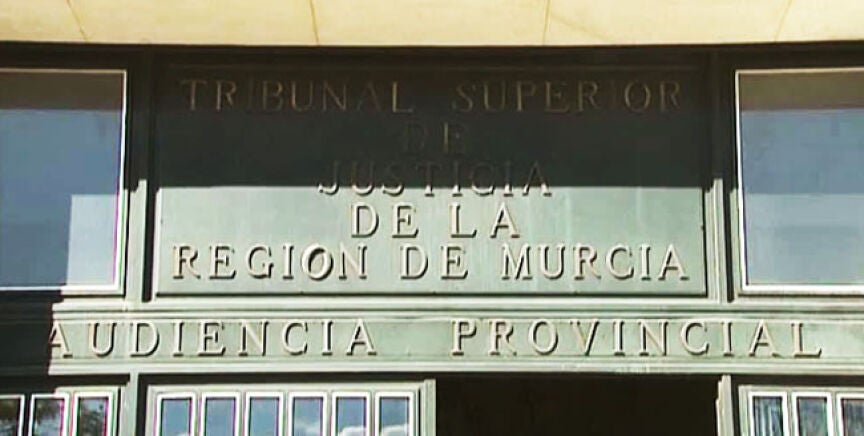 TRIBUNAL SUPERIOR
DE
JUSTICIA
DE LA
REGION DE MURCIA
AUDIENCIA PROVINCIAL